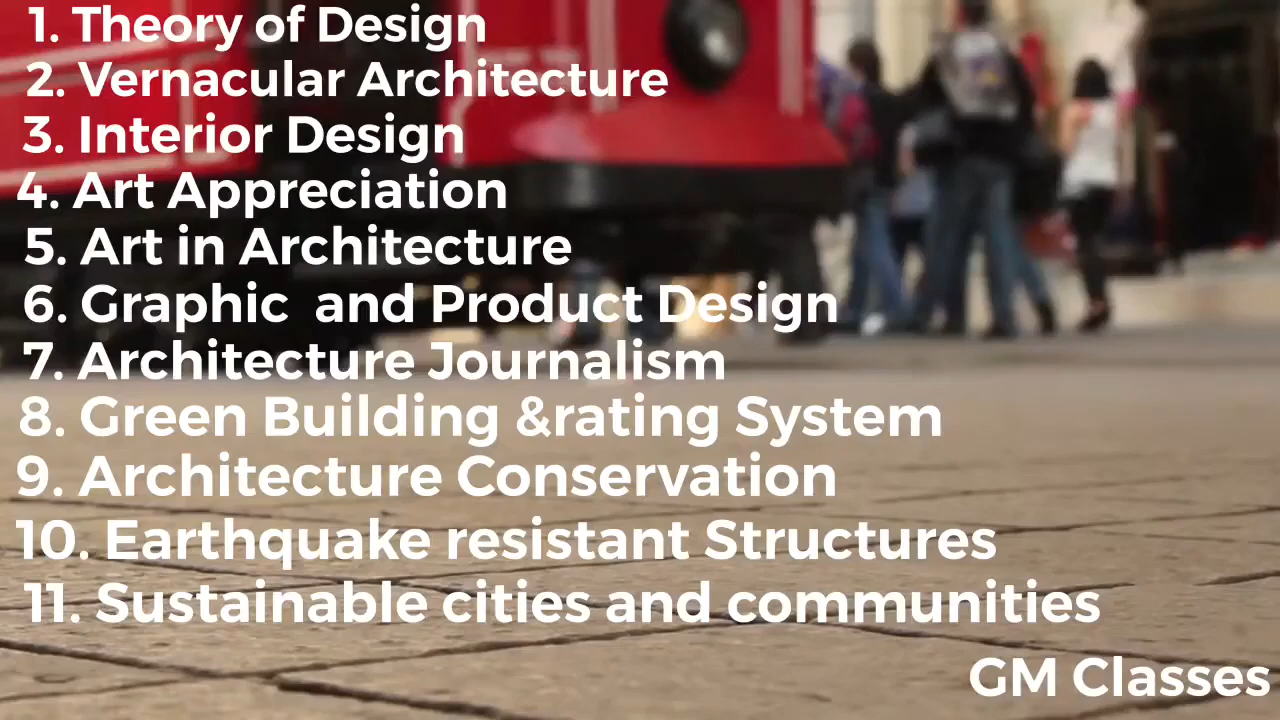 1. Theory of Design
2. Vernacular Architecture
3. Interior Design
4. Art Appreciation
5. Art in Architecture
6. Graphic  and Product Design
7. Architecture Journalism
8. Green Building &rating System
9. Architecture Conservation
10. Earthquake resistant Structures
11. Sustainable cities and communities
GM Classes